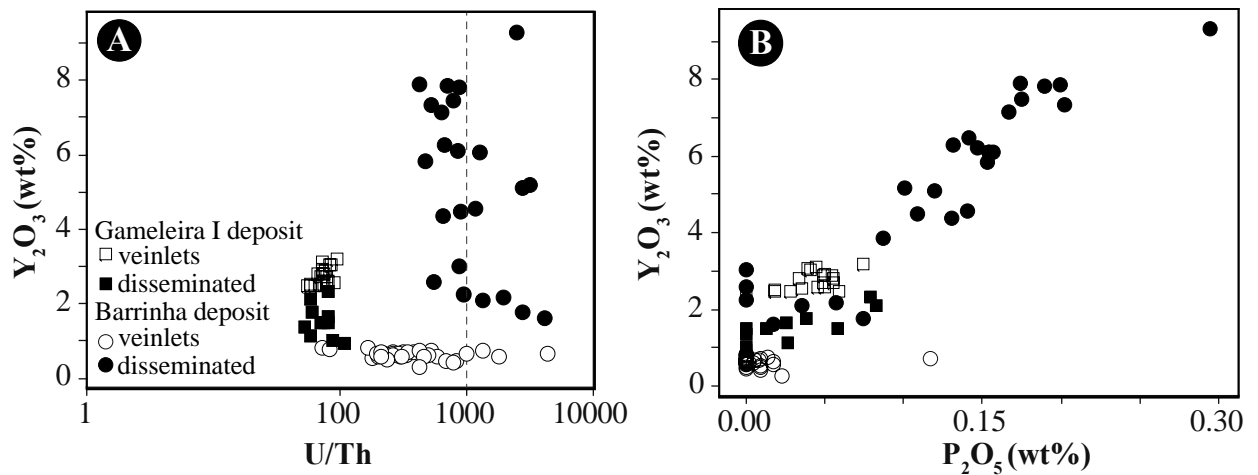 A
Y2O3 (wt%)
8
6
4
2
0
Gameleira I deposit
veinlets
disseminated
Barrinha deposit
veinlets
disseminated
1
100
1000
10000
U/Th
B
Y2O3 (wt%)
8
6
4
2
0
0.00
0.15
0.30
P2O5 (wt%)